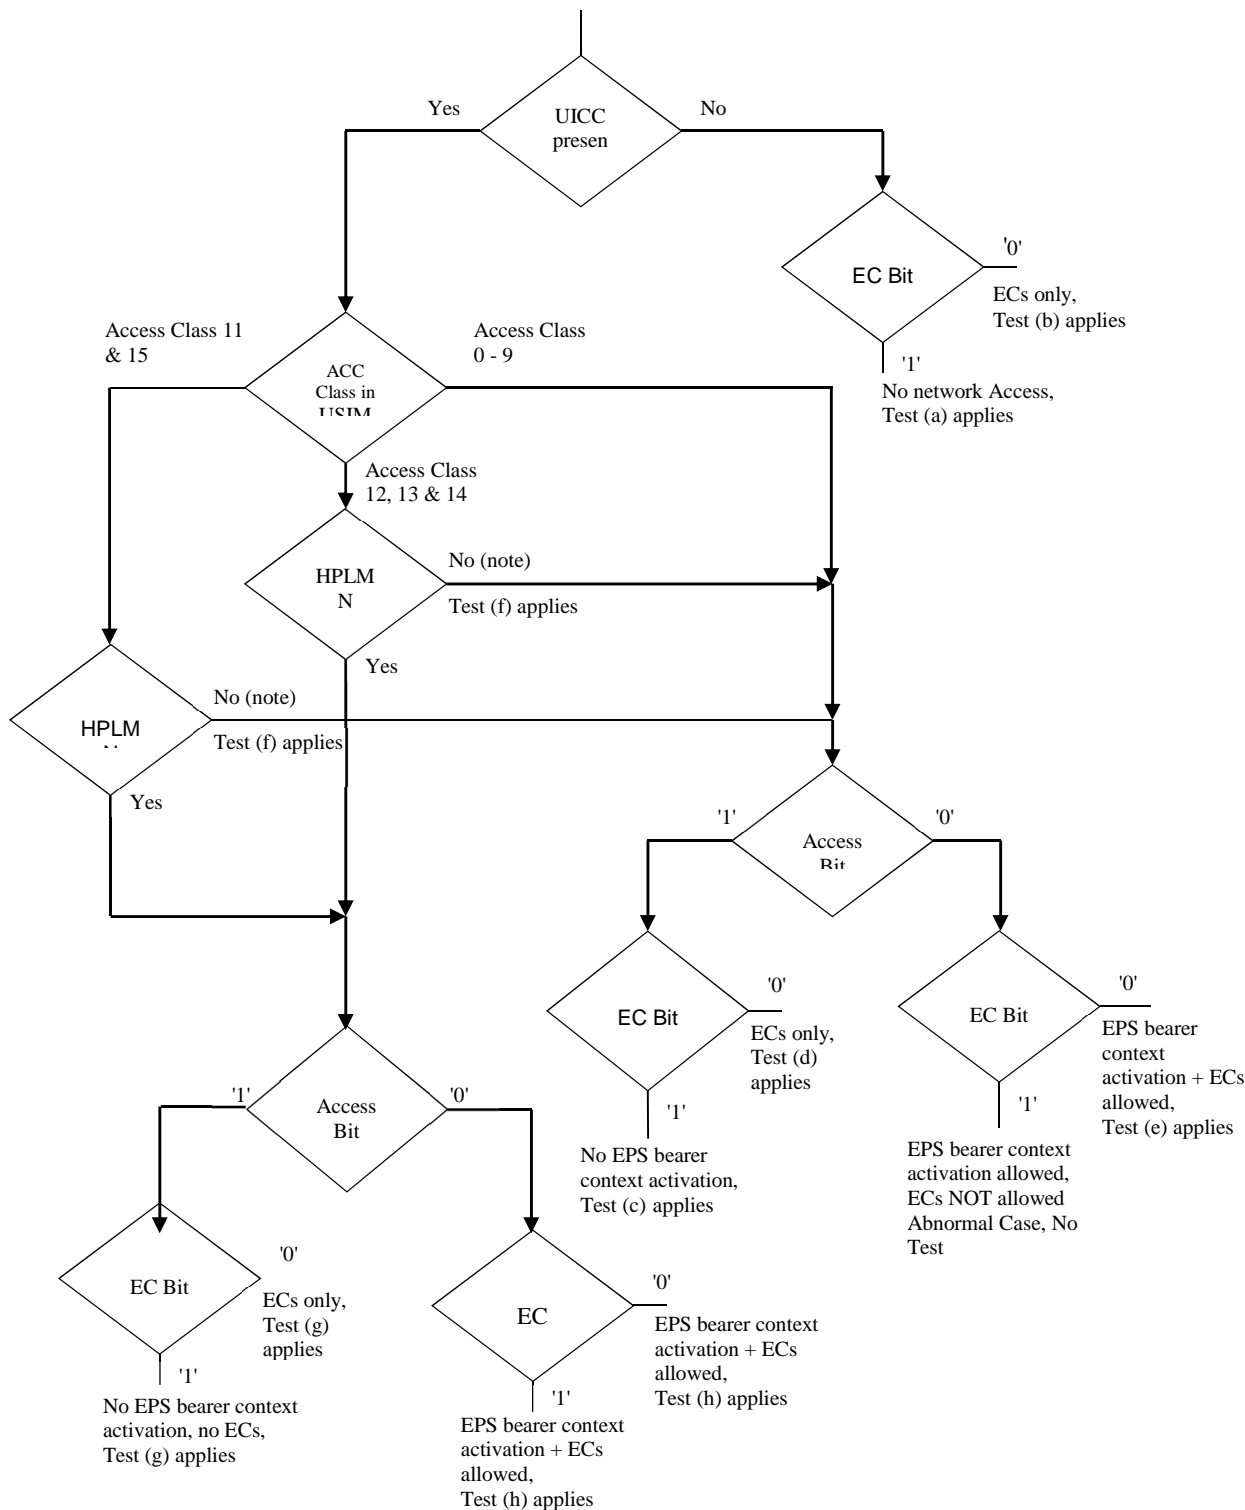 Yes
No
UICC
presen
'0'
EC Bit
ECs only,
Test (b) applies
'1'
No network Access,
Test (a) applies
Access Class 11
& 15
Access Class
0 - 9
ACC
Class in
USIM
Access Class
12, 13 & 14
HPLM
N
No (note)
Test (f) applies
Yes
HPLM
No (note)
Test (f) applies
Yes
'1'
'0'
Access
Bit
EC Bit
'0'
ECs only,
Test (d)
applies
'1'
No EPS bearer
context activation,
Test (c) applies
EC Bit
'0'
EPS bearer
context
activation + ECs
allowed,
Test (e) applies
'1'
EPS bearer context
activation allowed,
ECs NOT allowed
Abnormal Case, No
Test
'1'
'0'
Access
Bit
EC Bit
'0'
ECs only,
Test (g)
applies
'1'
No EPS bearer context
activation, no ECs,
Test (g) applies
EC
'0'
EPS bearer context
activation + ECs
allowed,
Test (h) applies
'1'
EPS bearer context
activation + ECs
allowed,
Test (h) applies